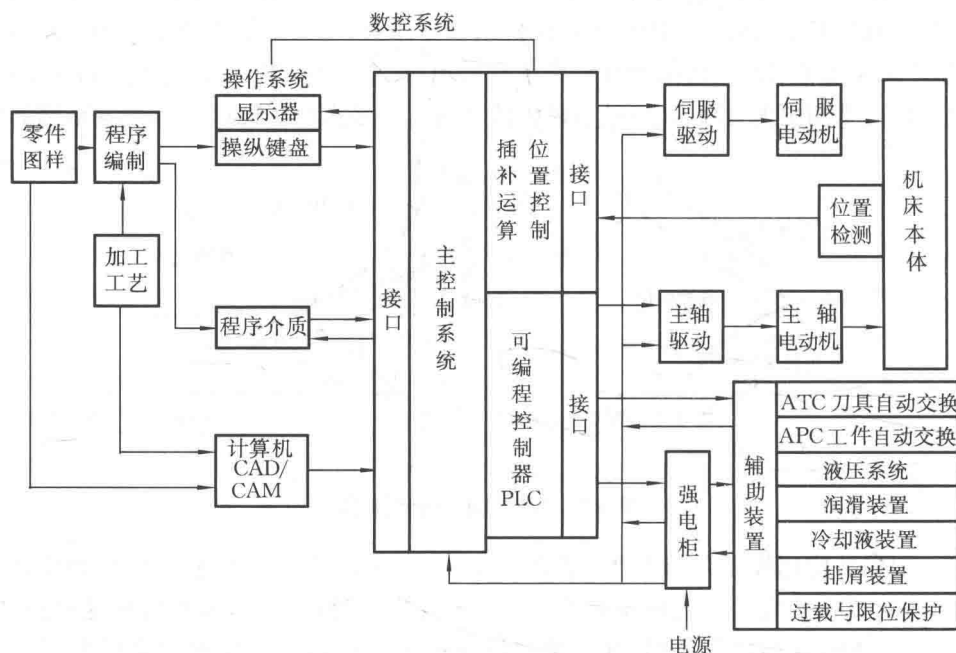 数控系统
操作系统
显示器
操纵键盘
零件
图样
程序
编制
加工
工艺
程序介质
计算机
CAD/
CAM
接口
主控制系统
插补运算
位置控制
接口
可编程控制器
PLC
接口
伺服
驱动
伺服
电动机
位置
检测
机床本体
主轴
驱动
主轴
电动机
强电柜
电源
辅助装置
ATC刀具自动交换
APC工件自动交换
液压系统
润滑装置
冷却液装置
排屑装置
过载与限位保护